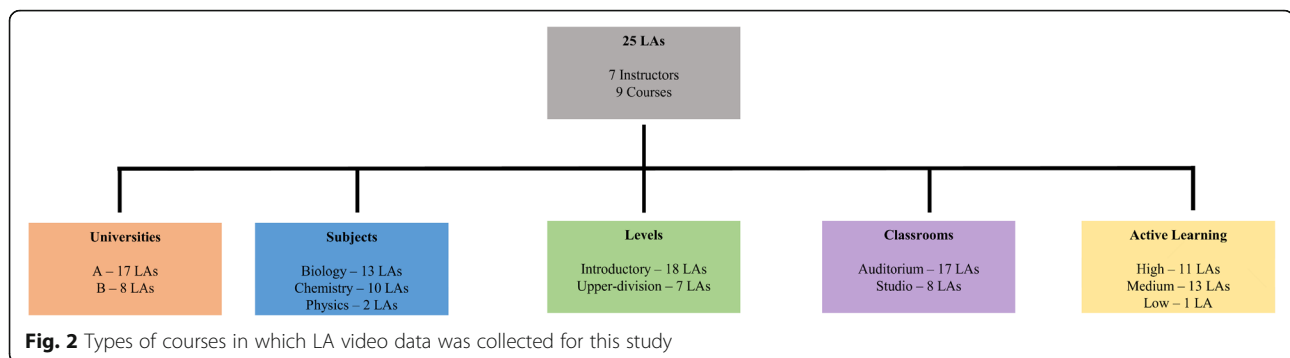 25 LAs
7 Instructors
9 Courses
Universities
A – 17 LAs
B – 8 LAs
Subjects
Biology – 13 LAs
Chemistry – 10 LAs
Physics – 2 LAs
Levels
Introductory – 18 LAs
Upper-division – 7 LAs
Classrooms
Auditorium – 17 LAs
Studio – 8 LAs
Active Learning
High – 11 LAs
Medium – 13 LAs
Low – 1 LA
Fig. 2 Types of courses in which LA video data was collected for this study